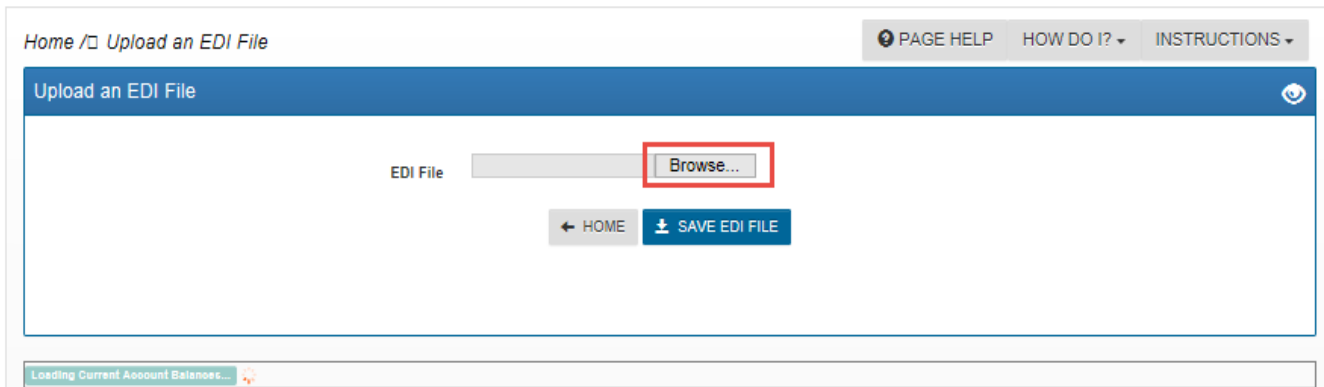 Home /□ Upload an EDI File
PAGE HELP HOW DO I? INSTRUCTIONS
Upload an EDI File
EDI File Browse...
HOME SAVE EDI FILE
Loading Current Account Balances...